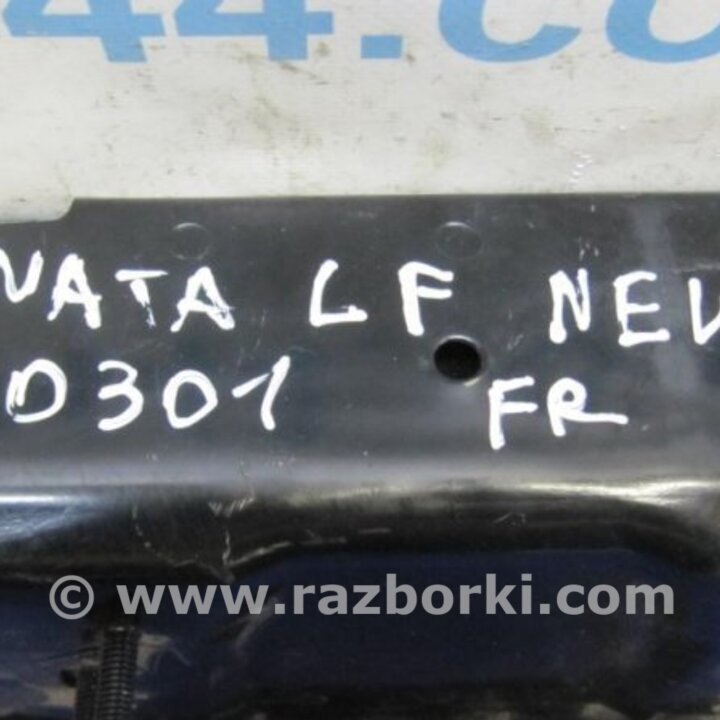 44.co
NATA LF NEW
D301 FR
© www.razborki.com